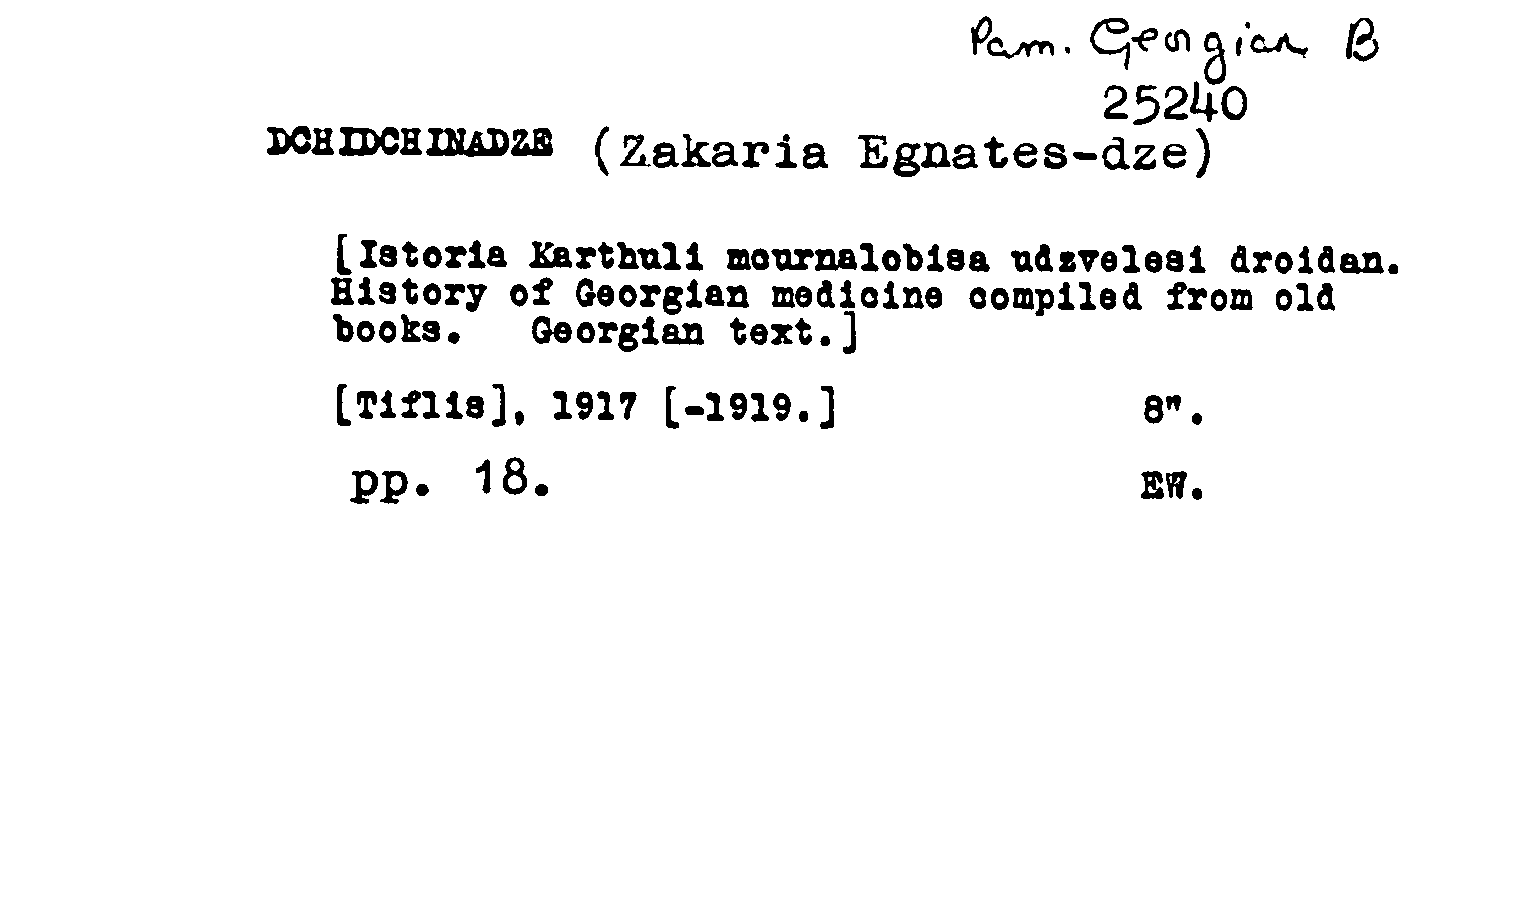 Pam. Georgian B
25240
DCHIDCHINADZE (Zakaria Egnates-dze)
[Istoria Karthuli mournalobisa udzvelesi droidan.
History of Georgian medicine compiled from old
books. Georgian text.]
[Tiflis], 1917 [-1919.] 8".
pp. 18. EW.